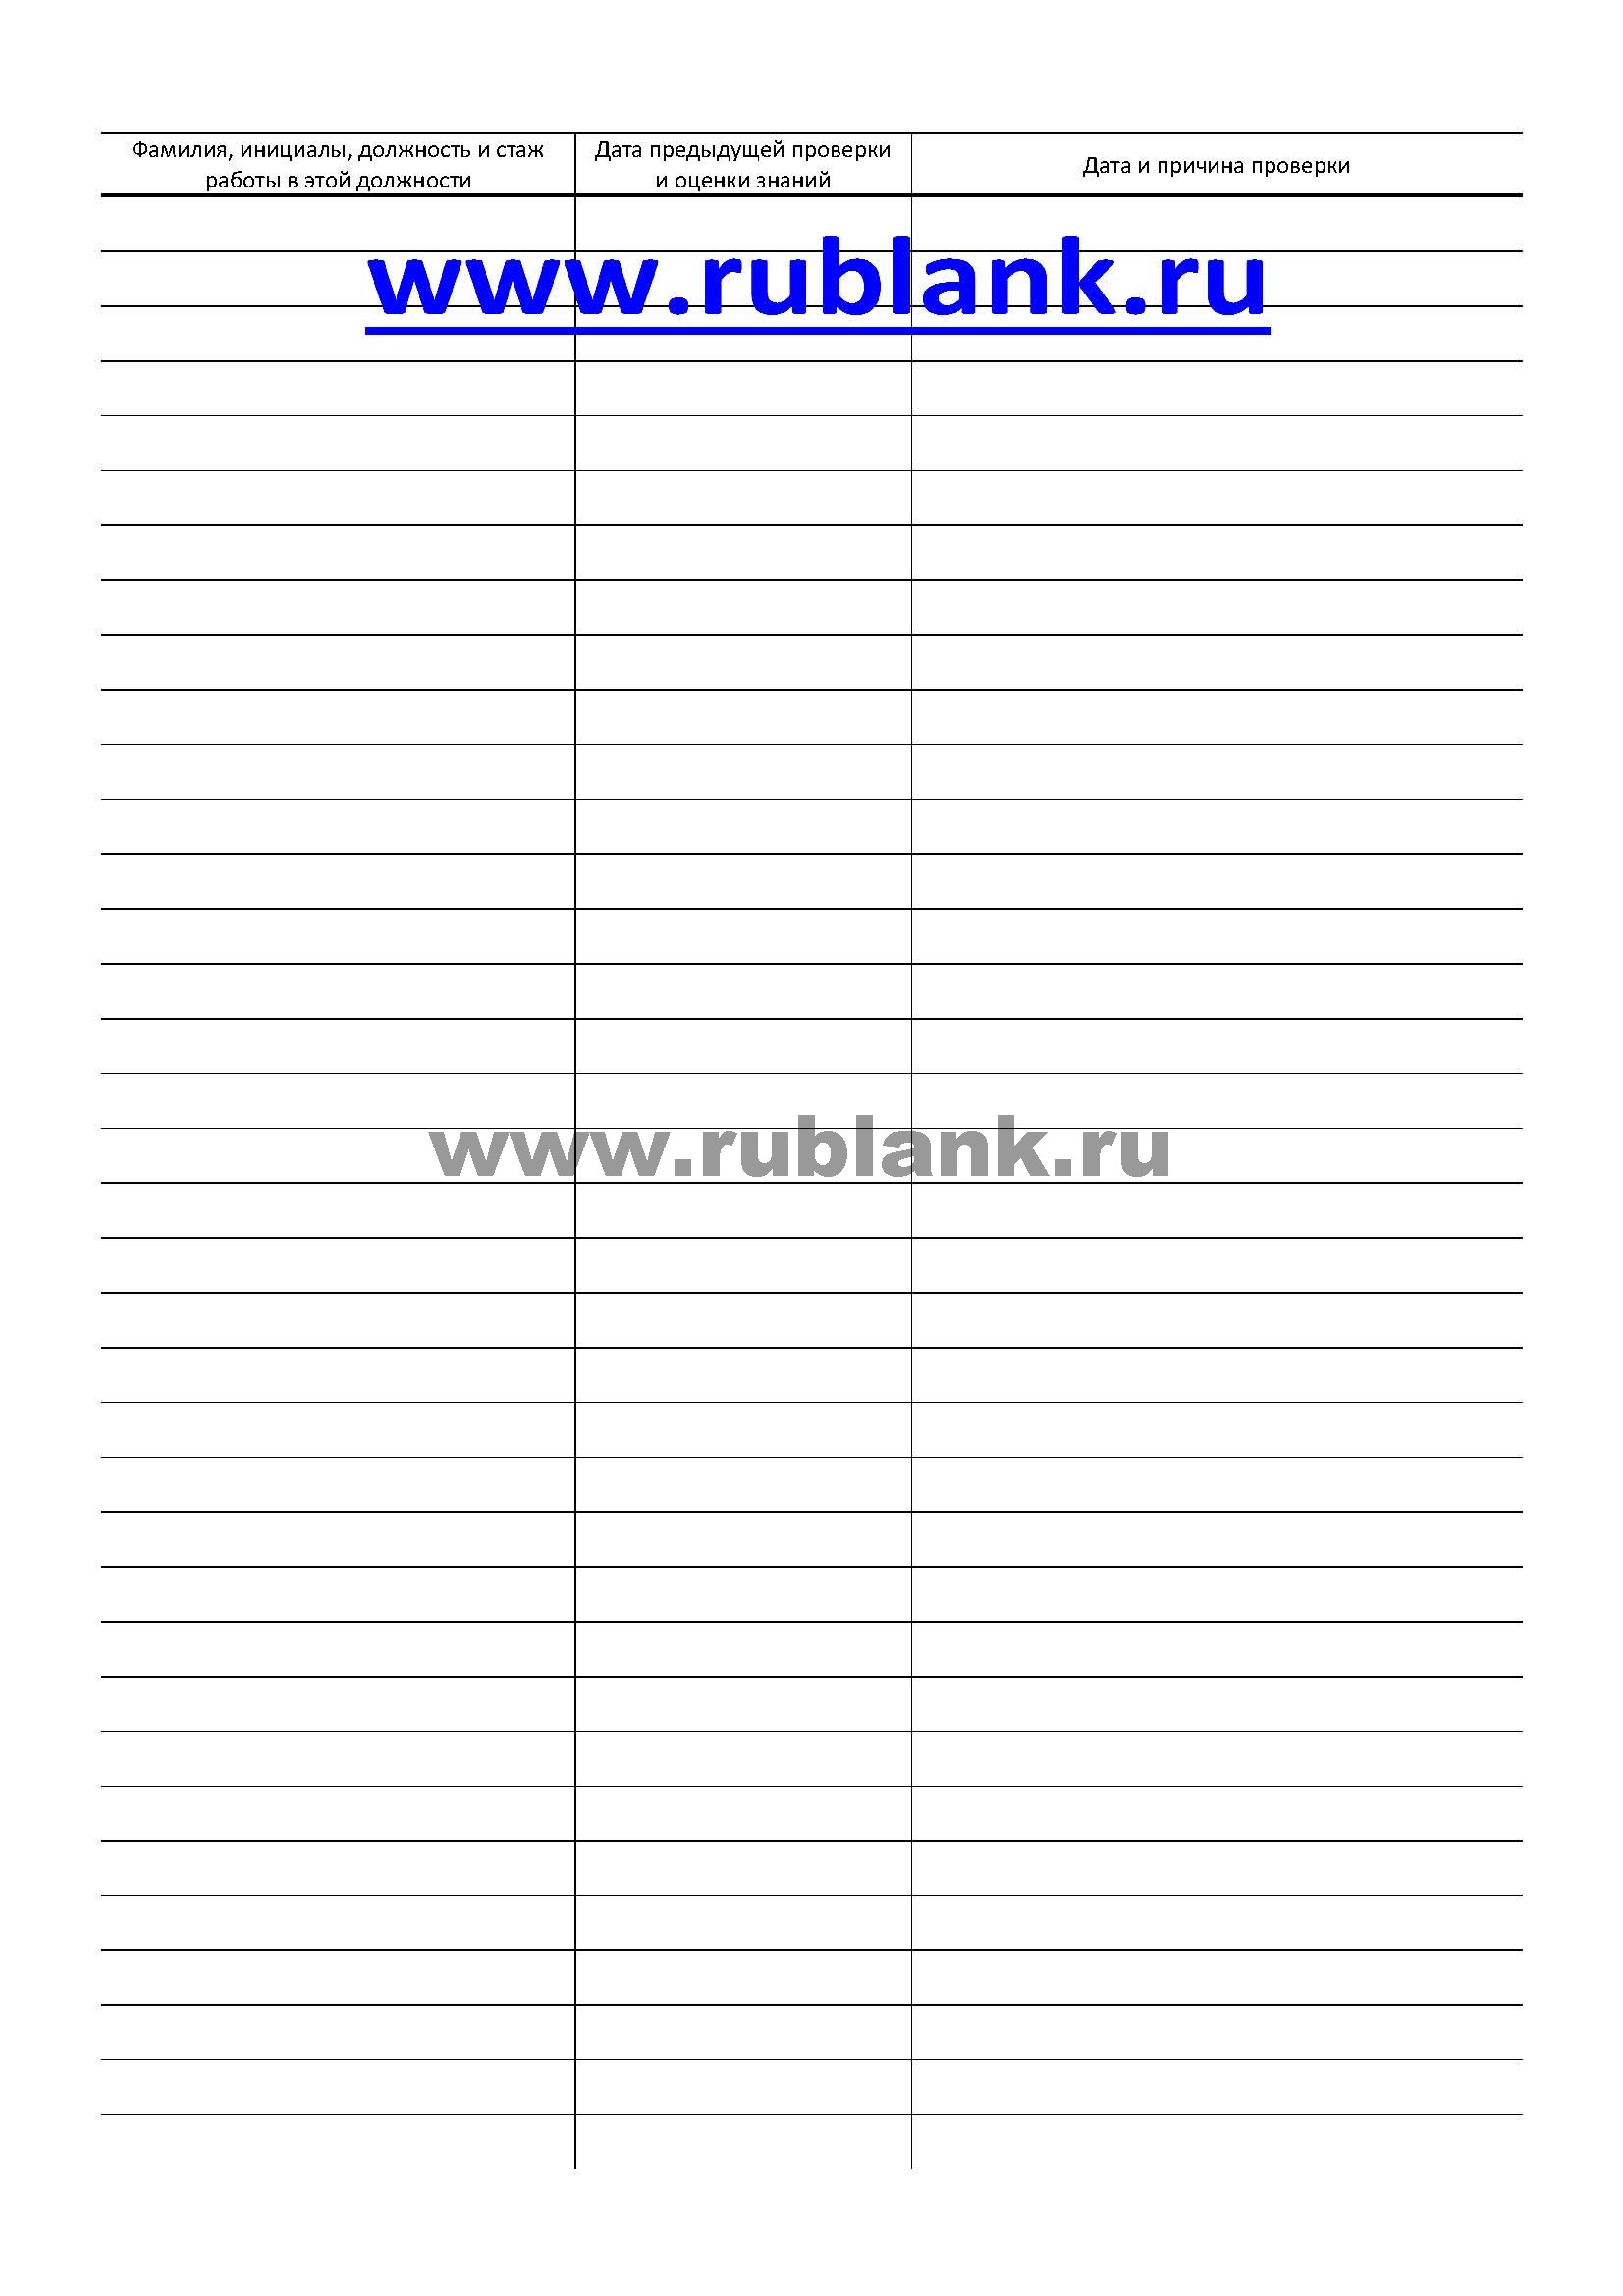 Фамилия, инициалы, должность и стаж
работы в этой должности
Дата предыдущей проверки
и оценки знаний
Дата и причина проверки
www.rublank.ru
www.rublank.ru